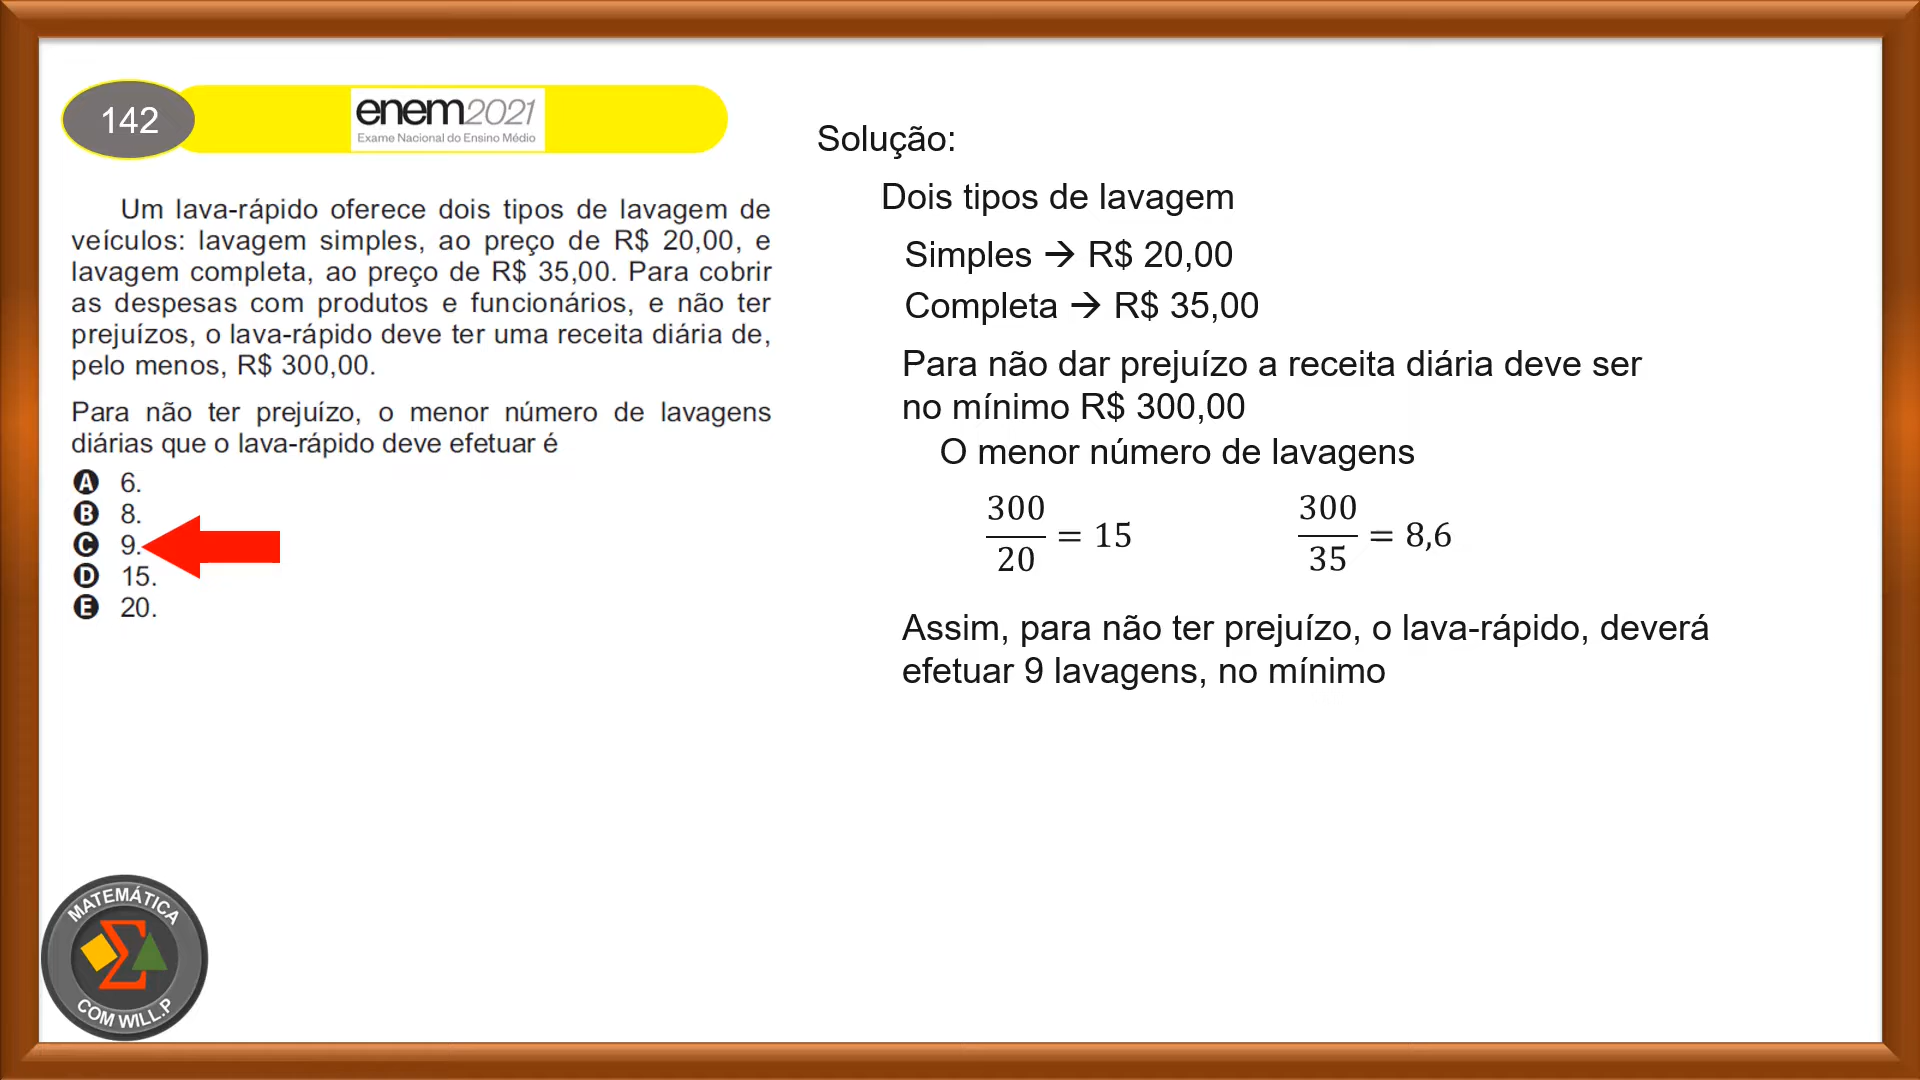 142
enem2021
Exame Nacional do Ensino Médio
Um lava-rápido oferece dois tipos de lavagem de
veículos: lavagem simples, ao preço de R$ 20,00, e
lavagem completa, ao preço de R$ 35,00. Para cobrir
as despesas com produtos e funcionários, e não ter
prejuízos, o lava-rápido deve ter uma receita diária de,
pelo menos, R$ 300,00.
Para não ter prejuízo, o menor número de lavagens
diárias que o lava-rápido deve efetuar é
A 6.
B 8.
C 9.
D 15.
E 20.
Solução:
Dois tipos de lavagem
Simples → R$ 20,00
Completa → R$ 35,00
Para não dar prejuízo a receita diária deve ser
no mínimo R$ 300,00
O menor número de lavagens
300/20 = 15 300/35 = 8,6
Assim, para não ter prejuízo, o lava-rápido, deverá
efetuar 9 lavagens, no mínimo
MATEMÁTICA
COM WILL.P